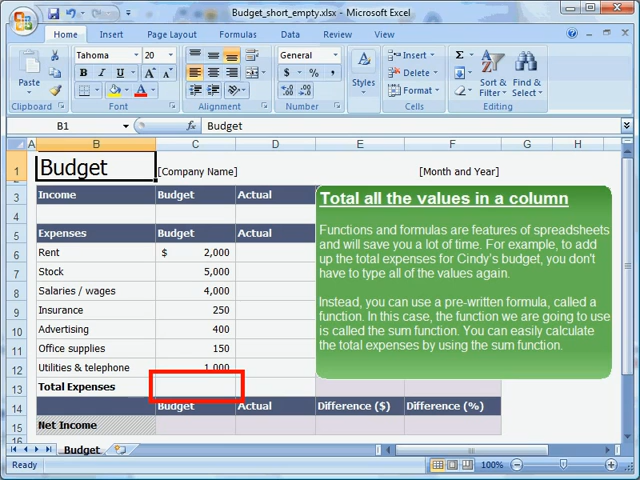 Budget_short_empty.xlsx - Microsoft Excel
Home Insert Page Layout Formulas Data Review View
Paste
Clipboard
Tahoma 20
B I U A A
A
Font
Alignment
$ % ,
Number
Styles
Insert
Delete
Format
Cells
Σ
Sort & Filter Find & Select
Editing
B1 fx Budget
A B C D E F G H
1 Budget [Company Name] [Month and Year]
3 Income Budget Actual
4
5 Expenses Budget Actual
6 Rent $ 2,000
7 Stock 5,000
8 Salaries / wages 4,000
9 Insurance 250
10 Advertising 400
11 Office supplies 150
12 Utilities & telephone 1,000
13 Total Expenses
14 Budget Actual Difference ($) Difference (%)
15 Net Income
16
Total all the values in a column
Functions and formulas are features of spreadsheets
and will save you a lot of time. For example, to add
up the total expenses for Cindy's budget, you don't
have to type all of the values again.
Instead, you can use a pre-written formula, called a
function. In this case, the function we are going to use
is called the sum function. You can easily calculate
the total expenses by using the sum function.
Budget
Ready 100%